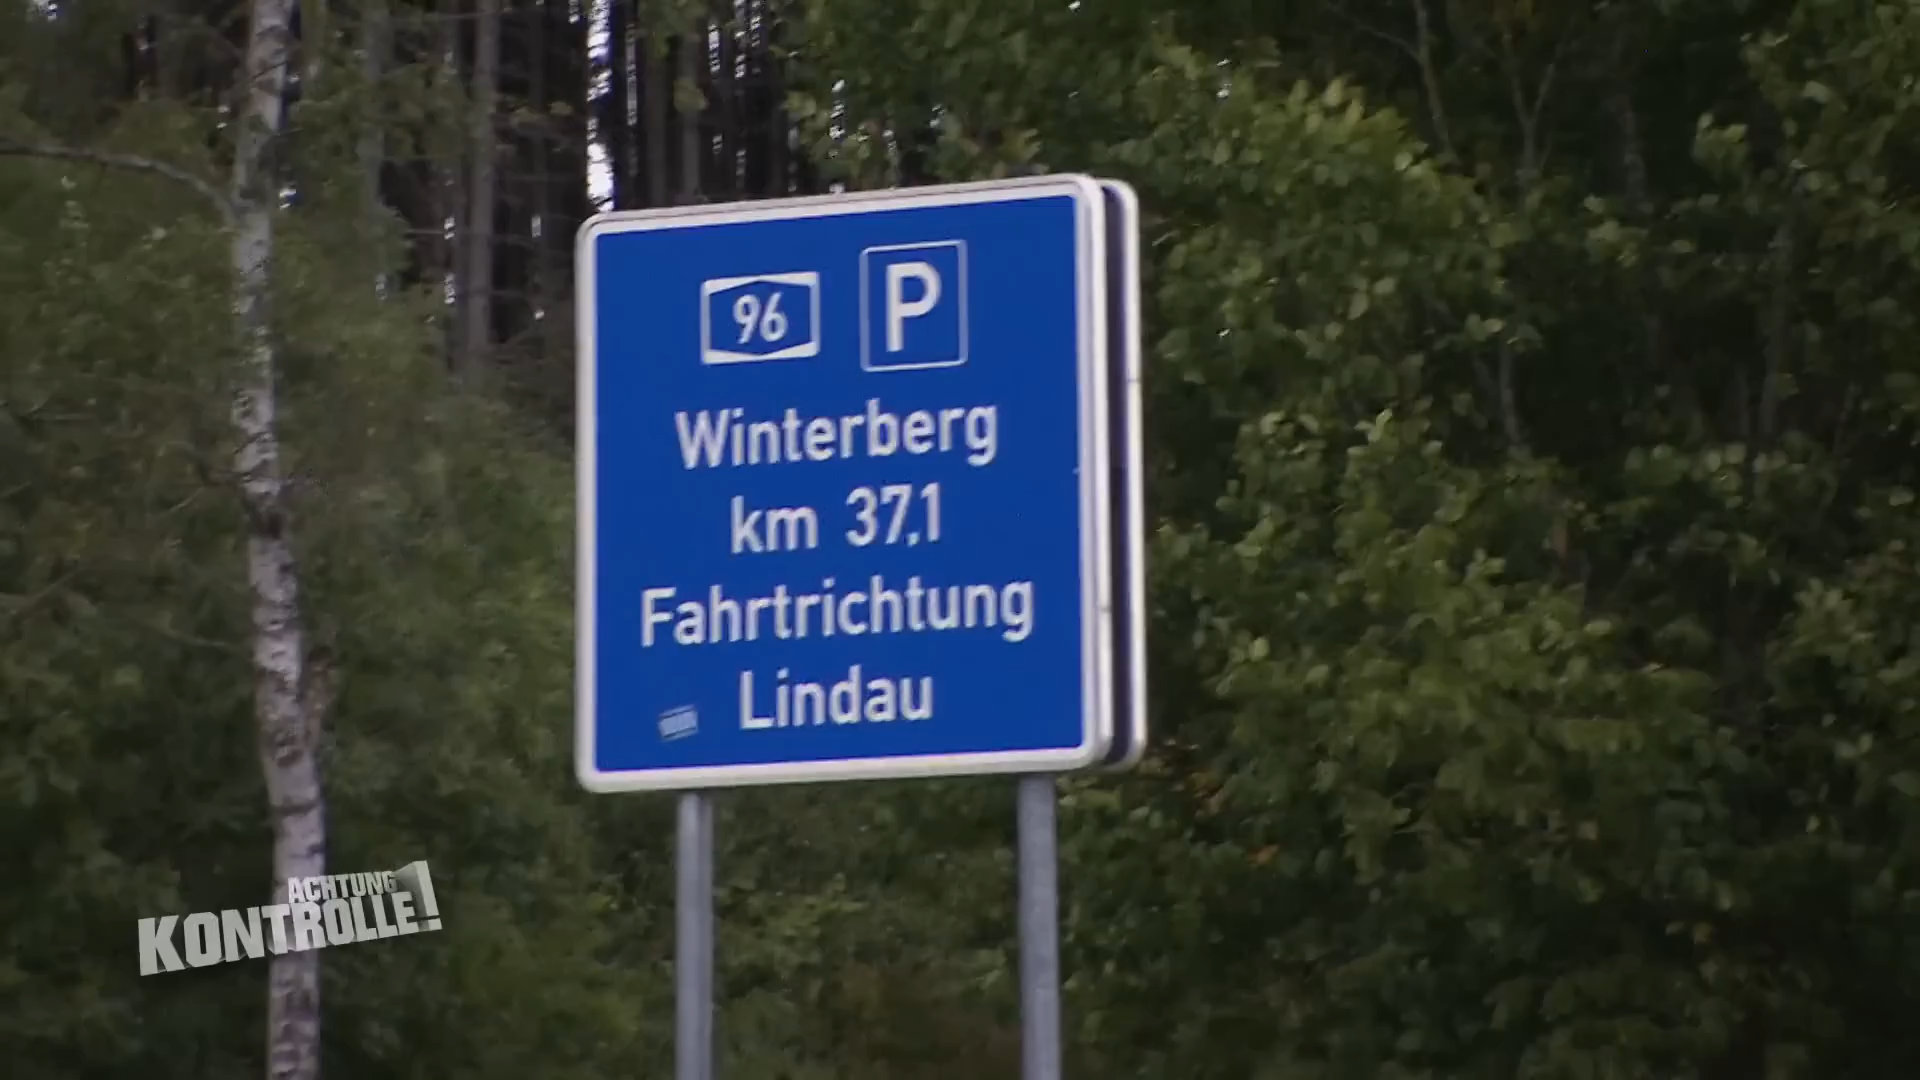 96 P
Winterberg
km 37,1
Fahrtrichtung
Lindau
ACHTUNG
KONTROLLE!